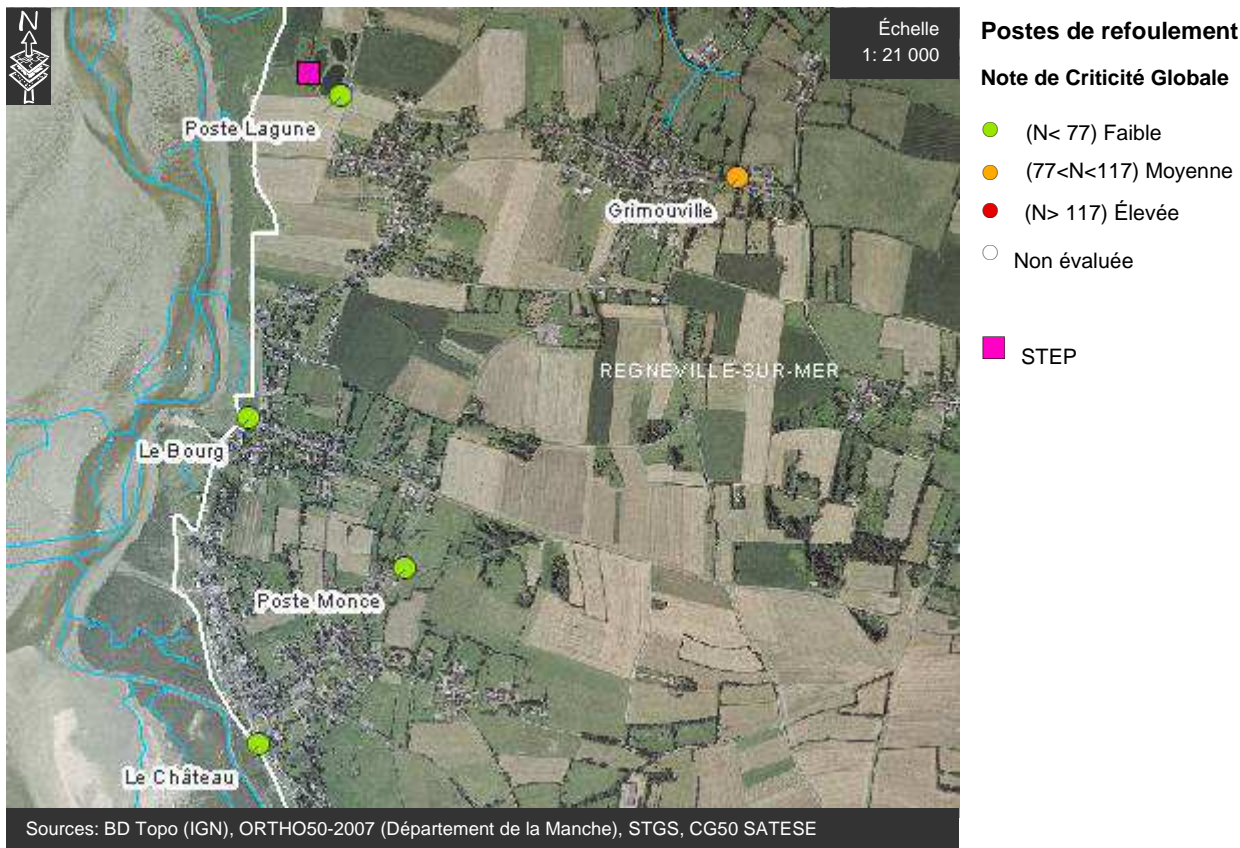 N
Échelle
1: 21 000
Poste Lagune
Grimouville
REGNEVILLE-SUR-MER
Le Bourg
Poste Monce
Le Château
Sources: BD Topo (IGN), ORTHO50-2007 (Département de la Manche), STGS, CG50 SATESE
Postes de refoulement
Note de Criticité Globale
(N< 77) Faible
(77<N<117) Moyenne
(N> 117) Élevée
Non évaluée
STEP